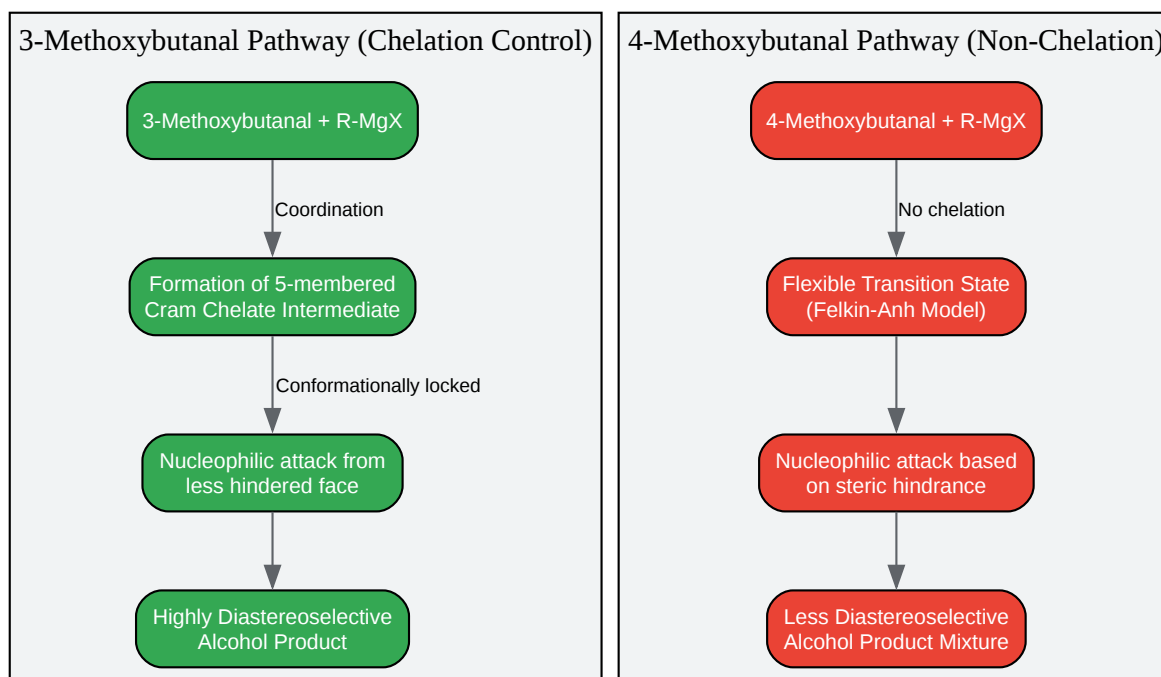 3-Methoxybutanal Pathway (Chelation Control)
3-Methoxybutanal + R-MgX
Coordination
Formation of 5-membered
Cram Chelate Intermediate
Conformationally locked
Nucleophilic attack from
less hindered face
Highly Diastereoselective
Alcohol Product
4-Methoxybutanal Pathway (Non-Chelation)
4-Methoxybutanal + R-MgX
No chelation
Flexible Transition State
(Felkin-Anh Model)
Nucleophilic attack based
on steric hindrance
Less Diastereoselective
Alcohol Product Mixture